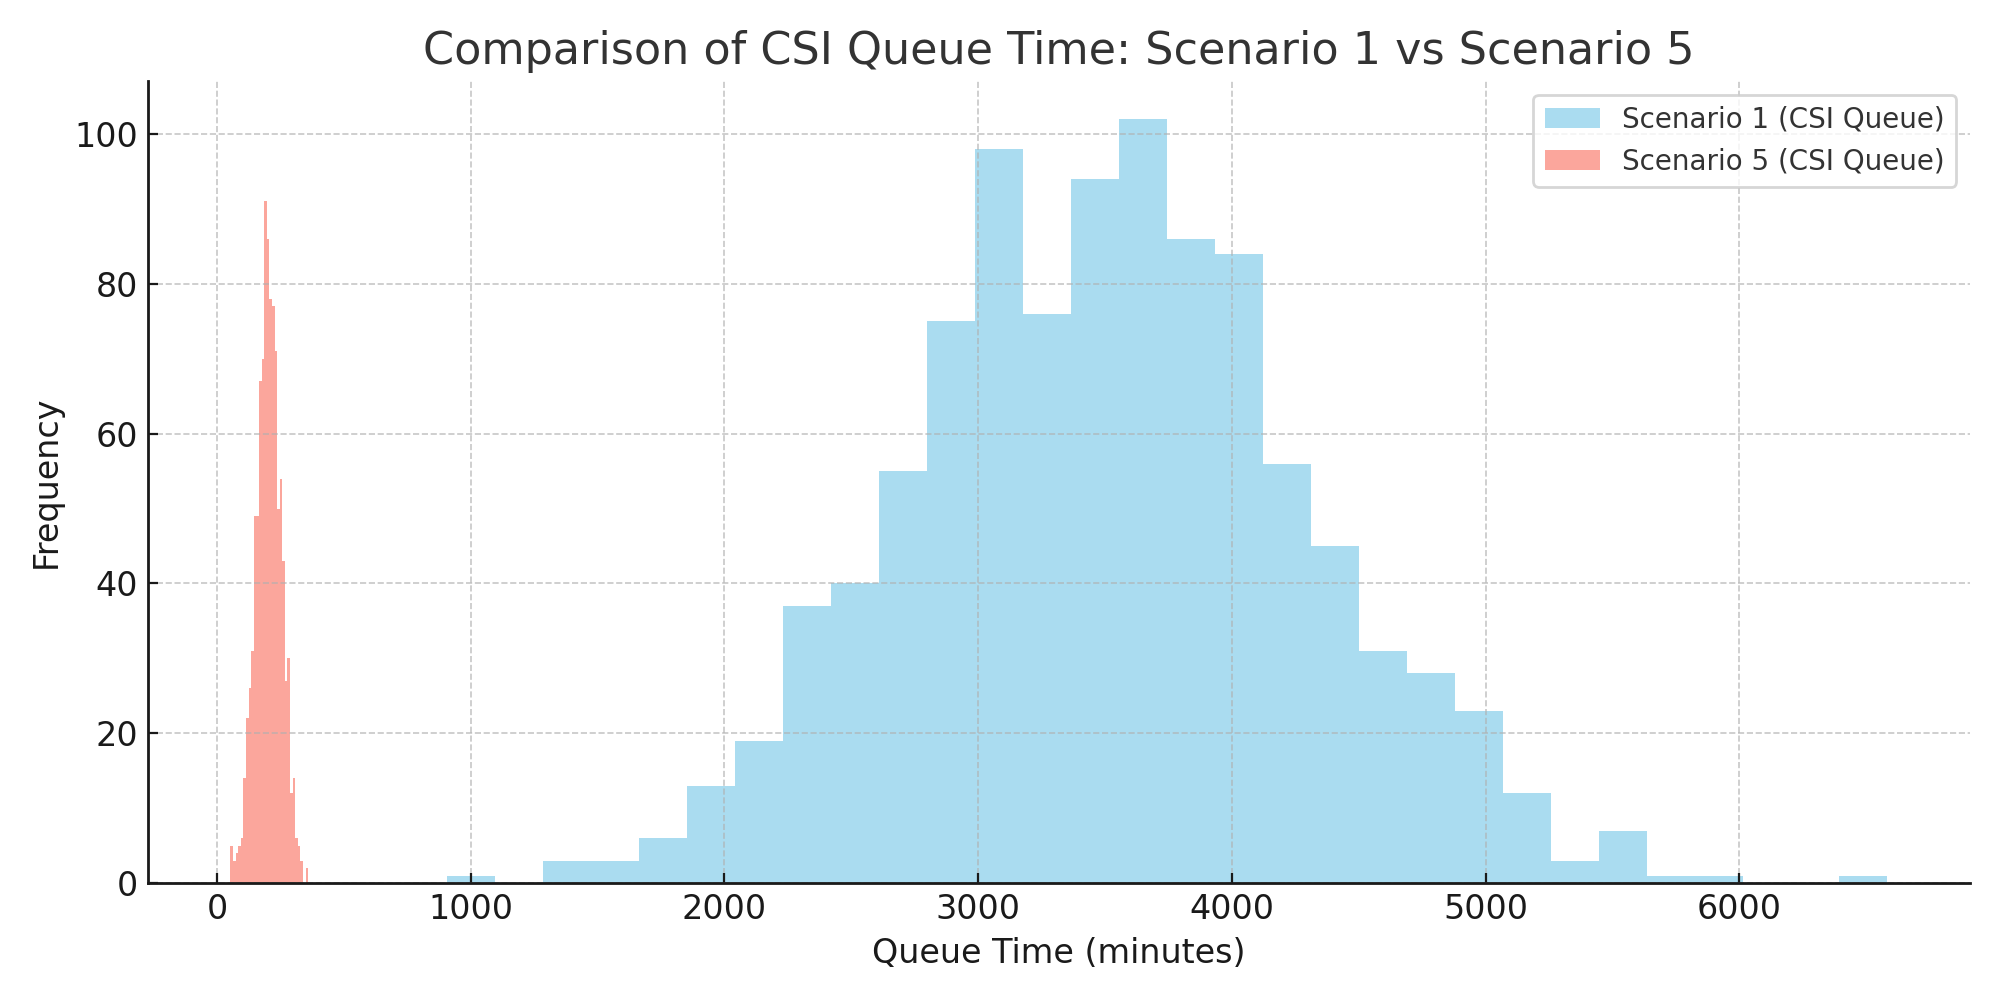 Comparison of CSI Queue Time: Scenario 1 vs Scenario 5
Scenario 1 (CSI Queue)
Scenario 5 (CSI Queue)
100
80
60
40
20
0
Frequency
0 1000 2000 3000 4000 5000 6000
Queue Time (minutes)